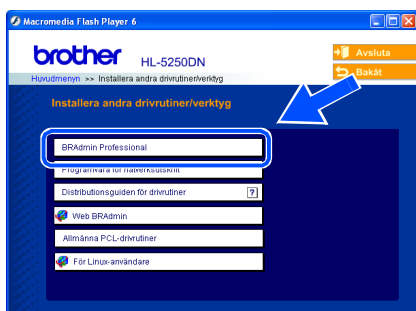 Macromedia Flash Player 6
brother HL-5250DN
Avsluta
Huvudmenyn >> Installera andra drivrutiner/verktyg
Bakåt
Installera andra drivrutiner/verktyg
BRAdmin Professional
Programvara för nätverksutskrift
Distributionsguiden för drivrutiner ?
Web BRAdmin
Allmänna PCL-drivrutiner
För Linux-användare